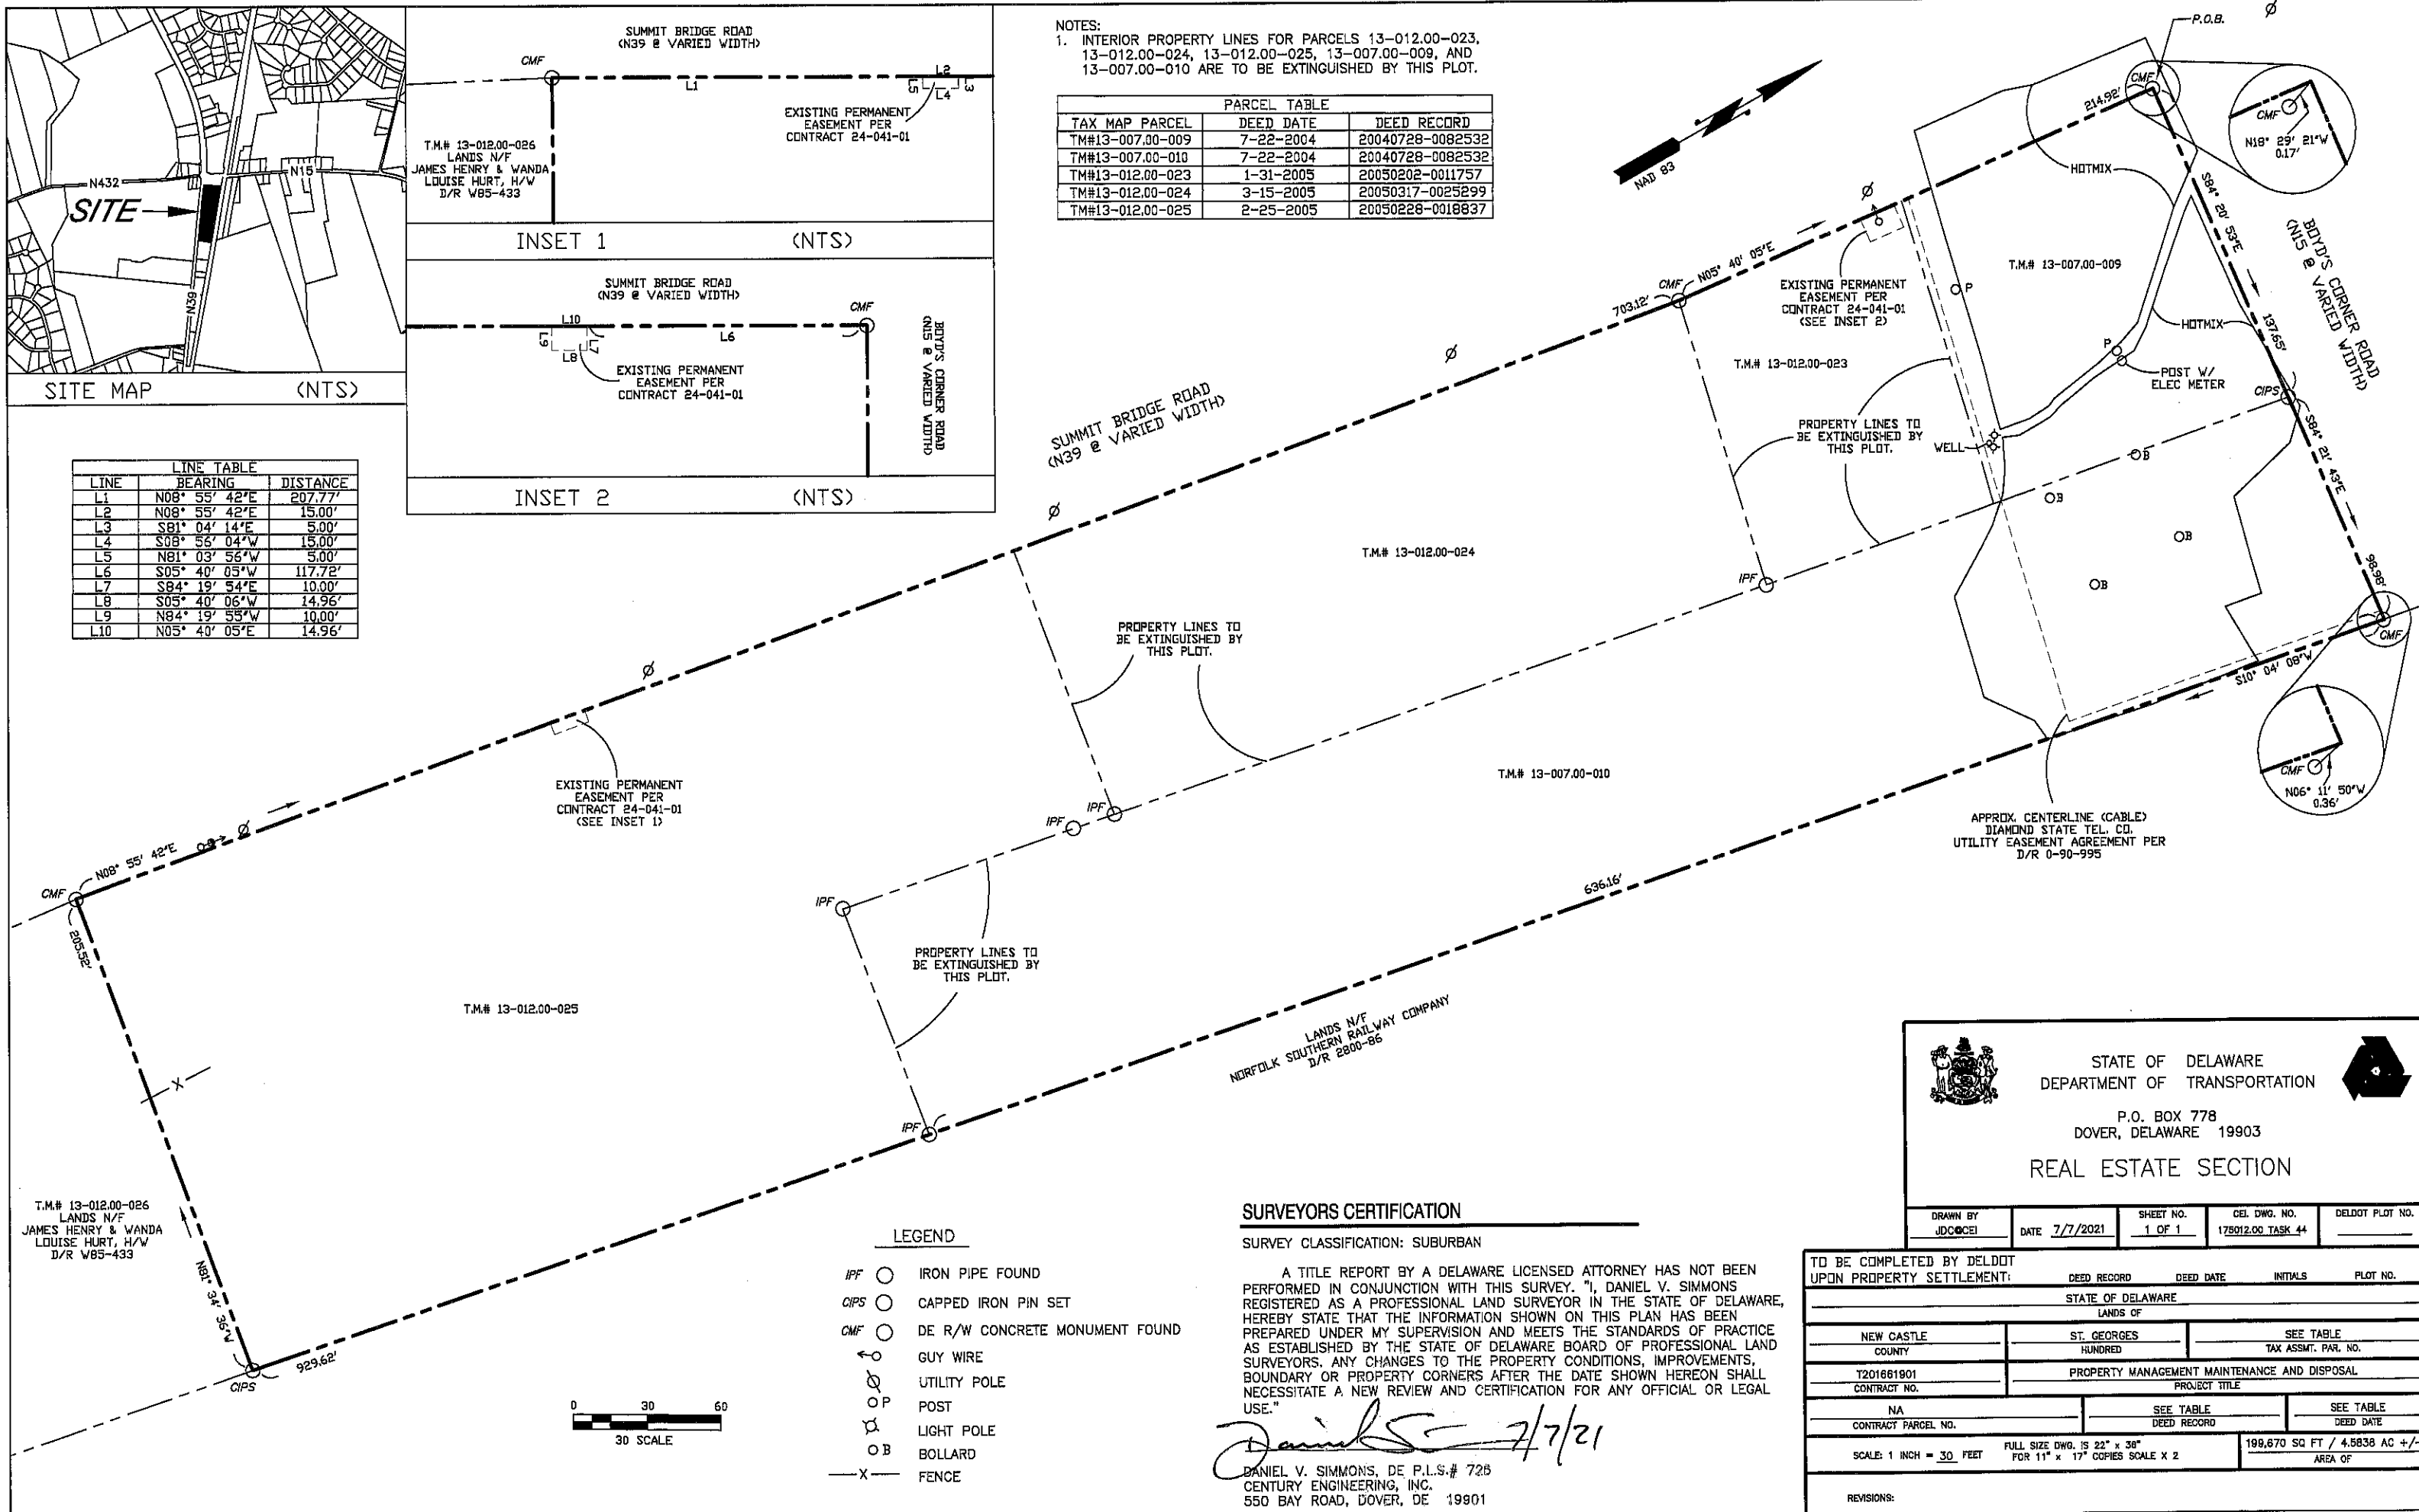 N432
N15
SITE
N39
SITE MAP (NTS)
SUMMIT BRIDGE ROAD
(N39 @ VARIED WIDTH)
CMF
L1
L2
L5
L4
L3
EXISTING PERMANENT
EASEMENT PER
CONTRACT 24-041-01
T.M.# 13-012.00-026
LANDS N/F
JAMES HENRY & WANDA
LOUISE HURT, H/W
D/R W85-433
INSET 1 (NTS)
SUMMIT BRIDGE ROAD
(N39 @ VARIED WIDTH)
CMF
L10
L9
L8
L7
L6
EXISTING PERMANENT
EASEMENT PER
CONTRACT 24-041-01
BOYD'S CORNER ROAD
(N15 @ VARIED WIDTH)
INSET 2 (NTS)
NOTES:
1. INTERIOR PROPERTY LINES FOR PARCELS 13-012.00-023,
13-012.00-024, 13-012.00-025, 13-007.00-009, AND
13-007.00-010 ARE TO BE EXTINGUISHED BY THIS PLOT.
PARCEL TABLE
TAX MAP PARCEL DEED DATE DEED RECORD
TM#13-007.00-009 7-22-2004 20040728-0082532
TM#13-007.00-010 7-22-2004 20040728-0082532
TM#13-012.00-023 1-31-2005 20050202-0011757
TM#13-012.00-024 3-15-2005 20050317-0025299
TM#13-012.00-025 2-25-2005 20050228-0018837
LINE TABLE
LINE BEARING DISTANCE
L1 N08° 55' 42"E 207.77'
L2 N08° 55' 42"E 15.00'
L3 S81° 04' 14"E 5.00'
L4 S08° 56' 04"W 15.00'
L5 N81° 03' 56"W 5.00'
L6 S05° 40' 05"W 117.72'
L7 S84° 19' 54"E 10.00'
L8 S05° 40' 06"W 14.96'
L9 N84° 19' 55"W 10.00'
L10 N05° 40' 05"E 14.96'
NAD 83
P.O.B.
CMF
214.92'
CMF
N18° 29' 21"W
0.17'
HOTMIX
S84° 20' 53"E
137.65'
BOYD'S CORNER ROAD
(N15 @ VARIED WIDTH)
T.M.# 13-007.00-009
HOTMIX
P
P
POST W/
ELEC METER
CIPS
S84° 21' 43"E
98.98'
CMF
N05° 40' 05"E
703.12'
CMF
EXISTING PERMANENT
EASEMENT PER
CONTRACT 24-041-01
(SEE INSET 2)
T.M.# 13-012.00-023
PROPERTY LINES TO
BE EXTINGUISHED BY
THIS PLOT.
WELL
B
B
B
B
SUMMIT BRIDGE ROAD
(N39 @ VARIED WIDTH)
T.M.# 13-012.00-024
IPF
PROPERTY LINES TO
BE EXTINGUISHED BY
THIS PLOT.
S10° 04' 08"W
CMF
N06° 11' 50"W
0.36'
T.M.# 13-007.00-010
EXISTING PERMANENT
EASEMENT PER
CONTRACT 24-041-01
(SEE INSET 1)
IPF
IPF
APPROX. CENTERLINE (CABLE)
DIAMOND STATE TEL. CO.
UTILITY EASEMENT AGREEMENT PER
D/R O-90-995
N08° 55' 42"E
CMF
205.52'
IPF
636.16'
PROPERTY LINES TO
BE EXTINGUISHED BY
THIS PLOT.
T.M.# 13-012.00-025
LANDS N/F
NORFOLK SOUTHERN RAILWAY COMPANY
D/R 2800-86
X
IPF
T.M.# 13-012.00-026
LANDS N/F
JAMES HENRY & WANDA
LOUISE HURT, H/W
D/R W85-433
N81° 34' 36"W
CIPS
929.62'
0 30 60
30 SCALE
LEGEND
IPF IRON PIPE FOUND
CIPS CAPPED IRON PIN SET
CMF DE R/W CONCRETE MONUMENT FOUND
GUY WIRE
UTILITY POLE
P POST
LIGHT POLE
B BOLLARD
X FENCE
SURVEYORS CERTIFICATION
SURVEY CLASSIFICATION: SUBURBAN
A TITLE REPORT BY A DELAWARE LICENSED ATTORNEY HAS NOT BEEN
PERFORMED IN CONJUNCTION WITH THIS SURVEY. "I, DANIEL V. SIMMONS
REGISTERED AS A PROFESSIONAL LAND SURVEYOR IN THE STATE OF DELAWARE,
HEREBY STATE THAT THE INFORMATION SHOWN ON THIS PLAN HAS BEEN
PREPARED UNDER MY SUPERVISION AND MEETS THE STANDARDS OF PRACTICE
AS ESTABLISHED BY THE STATE OF DELAWARE BOARD OF PROFESSIONAL LAND
SURVEYORS. ANY CHANGES TO THE PROPERTY CONDITIONS, IMPROVEMENTS,
BOUNDARY OR PROPERTY CORNERS AFTER THE DATE SHOWN HEREON SHALL
NECESSITATE A NEW REVIEW AND CERTIFICATION FOR ANY OFFICIAL OR LEGAL
USE."
7/7/21
DANIEL V. SIMMONS, DE P.L.S.# 726
CENTURY ENGINEERING, INC.
550 BAY ROAD, DOVER, DE 19901
STATE OF DELAWARE
DEPARTMENT OF TRANSPORTATION
P.O. BOX 778
DOVER, DELAWARE 19903
REAL ESTATE SECTION
DRAWN BY
JDC@CEI
DATE 7/7/2021
SHEET NO.
1 OF 1
CEI. DWG. NO.
175012.00 TASK 44
DELDOT PLOT NO.
TO BE COMPLETED BY DELDOT
UPON PROPERTY SETTLEMENT: DEED RECORD DEED DATE INITIALS PLOT NO.
STATE OF DELAWARE
LANDS OF
NEW CASTLE
COUNTY
ST. GEORGES
HUNDRED
SEE TABLE
TAX ASSMT. PAR. NO.
T201661901
CONTRACT NO.
PROPERTY MANAGEMENT MAINTENANCE AND DISPOSAL
PROJECT TITLE
NA
CONTRACT PARCEL NO.
SEE TABLE
DEED RECORD
SEE TABLE
DEED DATE
SCALE: 1 INCH = 30 FEET
FULL SIZE DWG. IS 22" x 36"
FOR 11" x 17" COPIES SCALE X 2
199,670 SQ FT / 4.5838 AC +/-
AREA OF
REVISIONS: